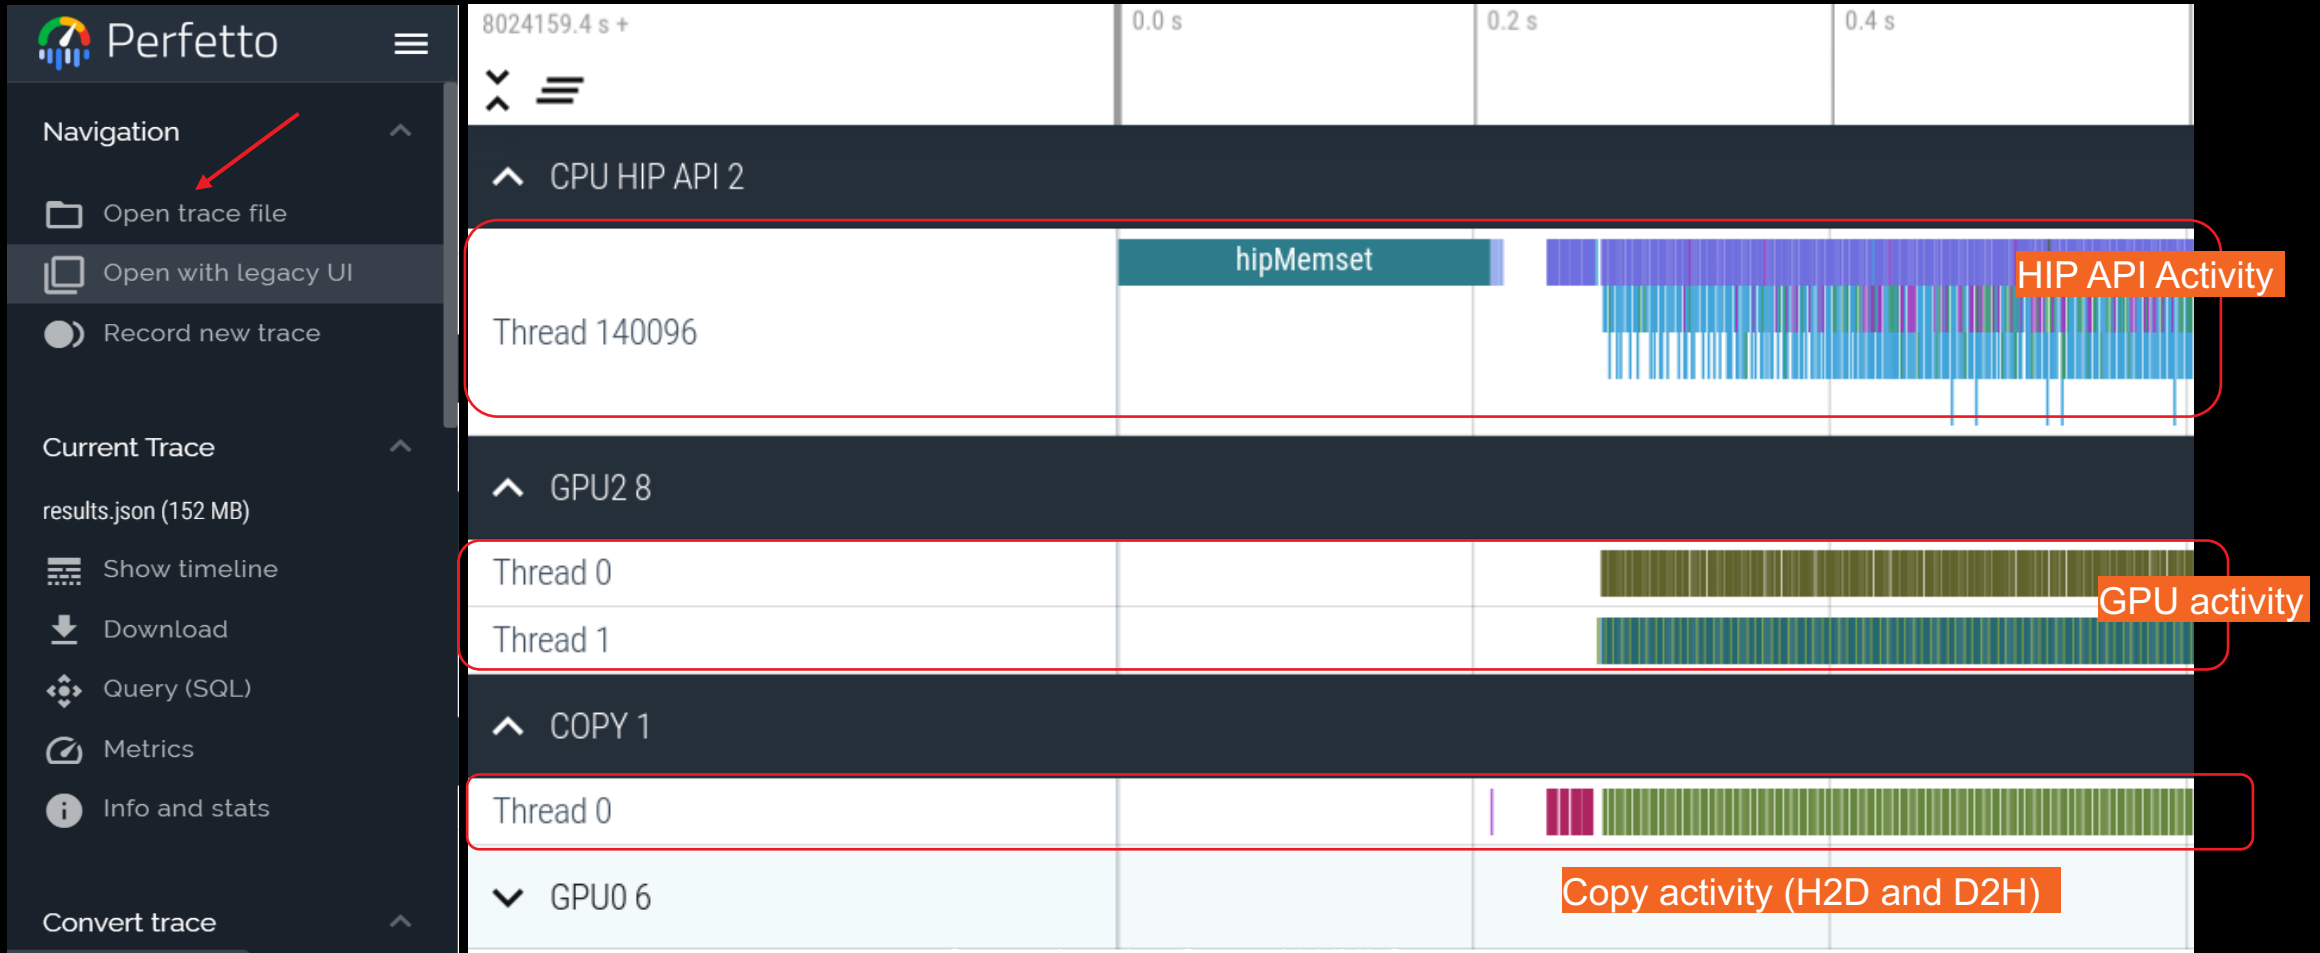 Perfetto
Navigation
Open trace file
Open with legacy UI
Record new trace
Current Trace
results.json (152 MB)
Show timeline
Download
Query (SQL)
Metrics
Info and stats
Convert trace
8024159.4 s +
0.0 s
0.2 s
0.4 s
CPU HIP API 2
hipMemset
HIP API Activity
Thread 140096
GPU2 8
Thread 0
GPU activity
Thread 1
COPY 1
Thread 0
Copy activity (H2D and D2H)
GPU0 6